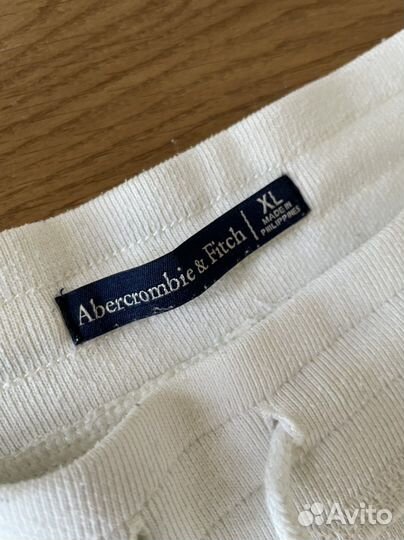 Abercrombie & Fitch
XL
MADE IN
PHILIPPINES
Avito